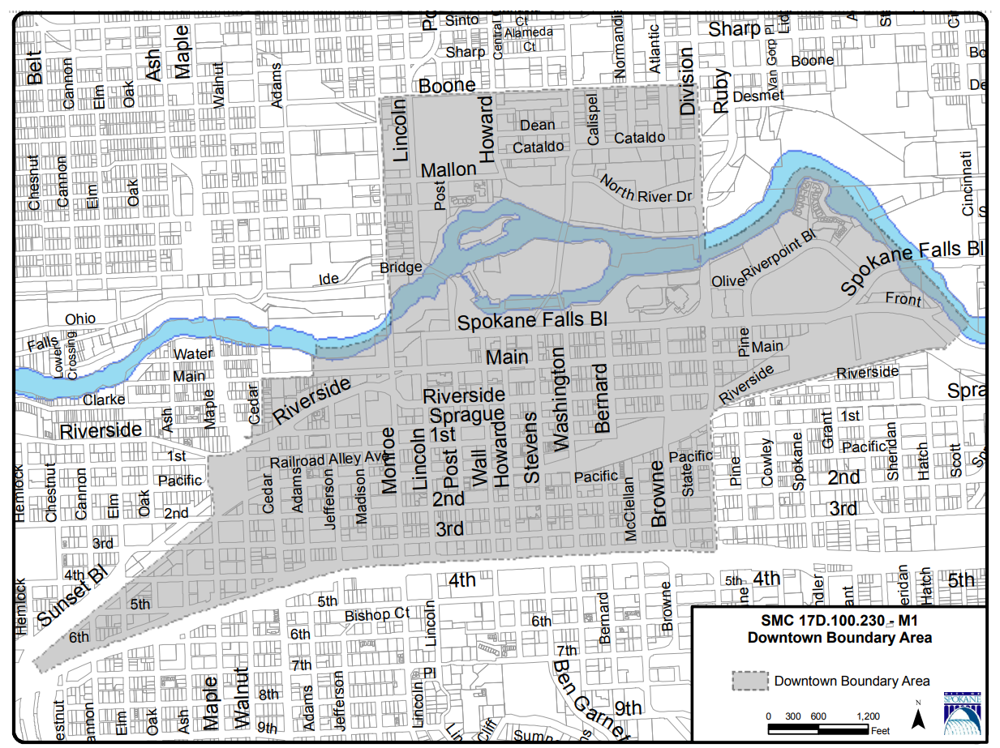 Sinto
Ct
Alameda
Ct
Central
Sharp
Normandi
Atlantic
Sharp
Van Gorp Pl
Boone
Belt
Cannon
Elm
Oak
Ash
Maple
Walnut
Adams
Boone
Division
Ruby
Desmet
Lincoln
Howard
Dean
Cataldo
Calispel
Cataldo
Mallon
Post
North River Dr
Chesnut
Cannon
Elm
Oak
Cincinnati
Bridge
Ide
Olive
Riverpoint Bl
Spokane Falls Bl
Front
Ohio
Falls
Lower
Crossing
Spokane Falls Bl
Water
Main
Main
Pine
Main
Washington
Bernard
Clarke
Riverside
Ash
Maple
Cedar
Riverside
Riverside
Riverside
Riverside
Sprague
Spra
1st
Grant
1st
Railroad Alley Ave
Monroe
Lincoln
Post
Wall
Howard
Stevens
1st
Pacific
2nd
3rd
Hemlock
Chestnut
Cannon
Elm
Oak
Cedar
Adams
Jefferson
Madison
2nd
3rd
Pacific
McClellan
Browne
State
Pacific
Pine
Cowley
Spokane
Pacific
Sheridan
Hatch
Scott
2nd
3rd
4th
Sunset Bl
5th
6th
Hemlock
4th
5th
Bishop Ct
6th
7th
8th
9th
Lincoln
6th
Bernard
Browne
5th
4th
Hatch
5th
7th
Ben Garnet
9th
Pl
Lincoln
Cliff
Elm
Oak
Ash
Maple
Walnut
Adams
Jefferson
SMC 17D.100.230 - M1
Downtown Boundary Area
Downtown Boundary Area
N
0 300 600 1,200
Feet
CITY OF
SPOKANE